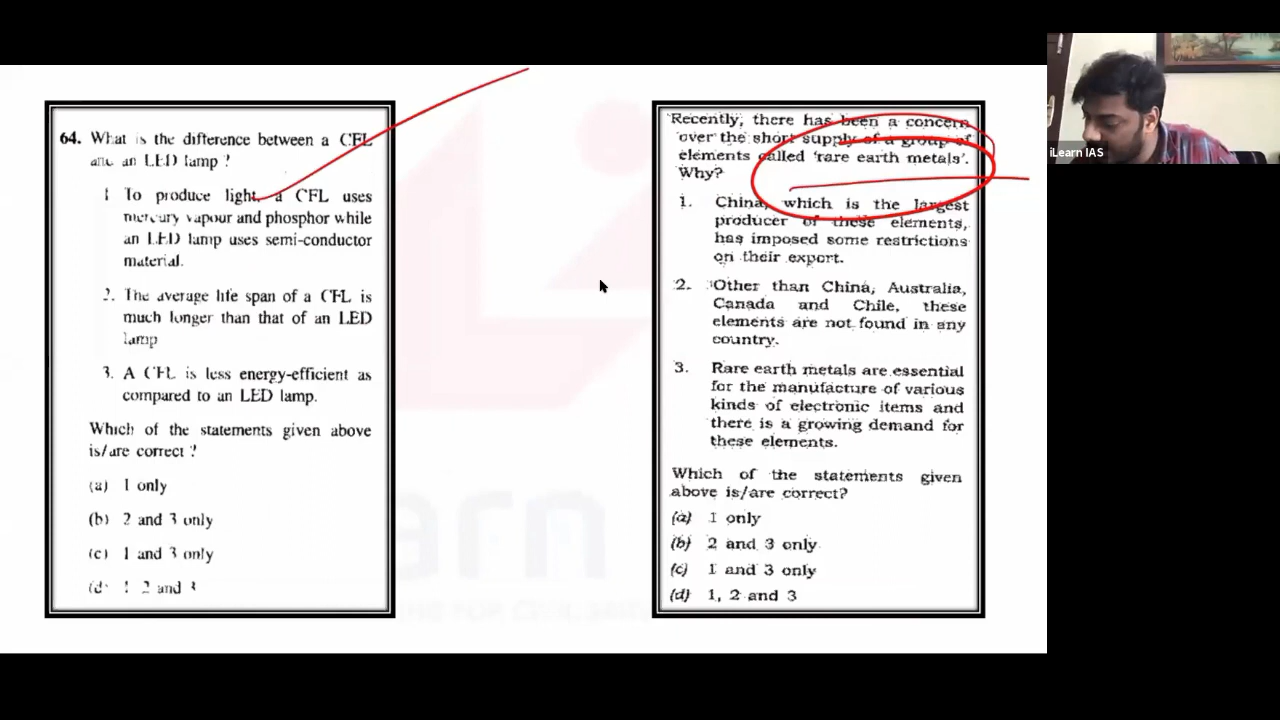 64. What is the difference between a CFL
and an LED lamp ?
1 To produce light, a CFL uses
mercury vapour and phosphor while
an LED lamp uses semi-conductor
material.
2. The average life span of a CFL is
much longer than that of an LED
lamp
3. A CFL is less energy-efficient as
compared to an LED lamp.
Which of the statements given above
is/are correct ?
(a) 1 only
(b) 2 and 3 only
(c) 1 and 3 only
(d) 1 2 and 3
Recently, there has been a concern
over the short supply of a group of
elements called 'rare earth metals'.
Why?
1. China, which is the largest
producer of these elements,
has imposed some restrictions
on their export.
2. Other than China, Australia,
Canada and Chile, these
elements are not found in any
country.
3. Rare earth metals are essential
for the manufacture of various
kinds of electronic items and
there is a growing demand for
these elements.
Which of the statements given
above is/are correct?
(a) 1 only
(b) 2 and 3 only
(c) 1 and 3 only
(d) 1, 2 and 3
iLearn IAS